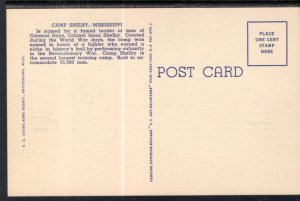 CAMP SHELBY, MISSISSIPPI
Is named for a famed leader of men of
Colonial Days, Colonel Isaac Shelby. Created
during the World War days, the camp was
named in honor of a fighter who earned a
niche in history's hall by performing valiantly
in the Revolutionary War. Camp Shelby is the
second largest training camp. Built to ac-
commodate 55,000 men.
POST CARD
PLACE
ONE CENT
STAMP
HERE